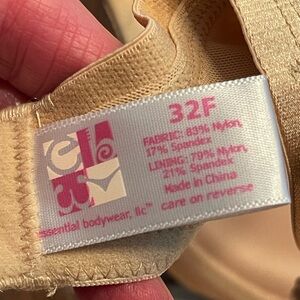 32F
FABRIC: 83% Nylon,
17% Spandex
LINING: 79% Nylon,
21% Spandex
Made in China
essential bodywear, llc™ care on reverse